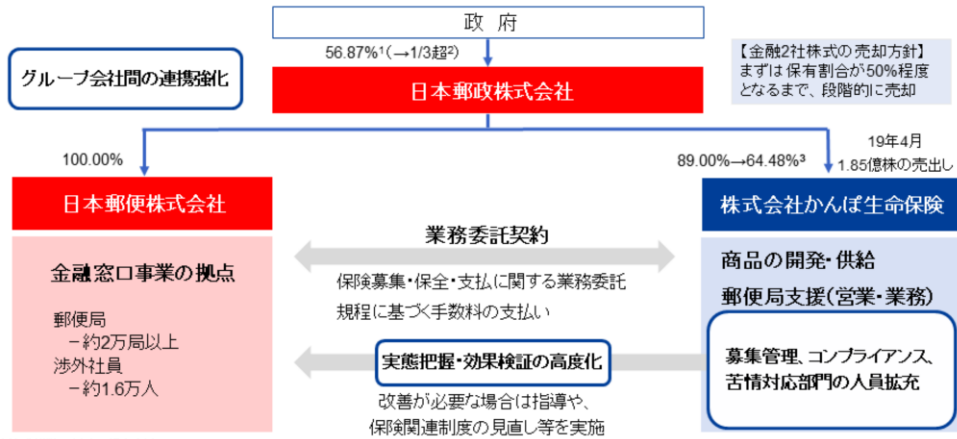 政 府
56.87%¹(→1/3超²)
グループ会社間の連携強化
【金融2社株式の売却方針】
まずは保有割合が50%程度
となるまで、段階的に売却
日本郵政株式会社
100.00%
89.00%→64.48%³
19年4月
1.85億株の売出し
日本郵便株式会社
株式会社かんぽ生命保険
業務委託契約
保険募集・保全・支払に関する業務委託
規程に基づく手数料の支払い
金融窓口事業の拠点
郵便局
－約2万局以上
渉外社員
－約1.6万人
商品の開発・供給
郵便局支援(営業・業務)
募集管理、コンプライアンス、
苦情対応部門の人員拡充
実態把握・効果検証の高度化
改善が必要な場合は指導や、
保険関連制度の見直し等を実施